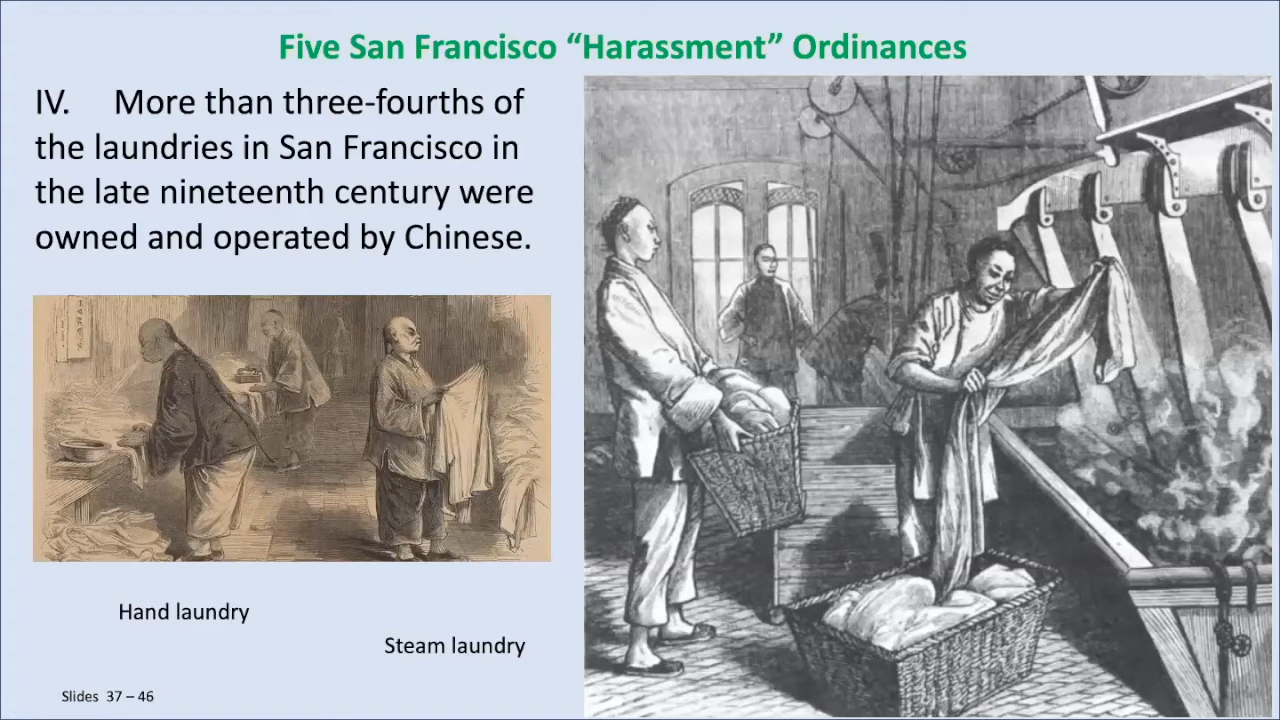 Five San Francisco “Harassment” Ordinances
IV. More than three-fourths of
the laundries in San Francisco in
the late nineteenth century were
owned and operated by Chinese.
Hand laundry
Steam laundry
Slides 37 – 46